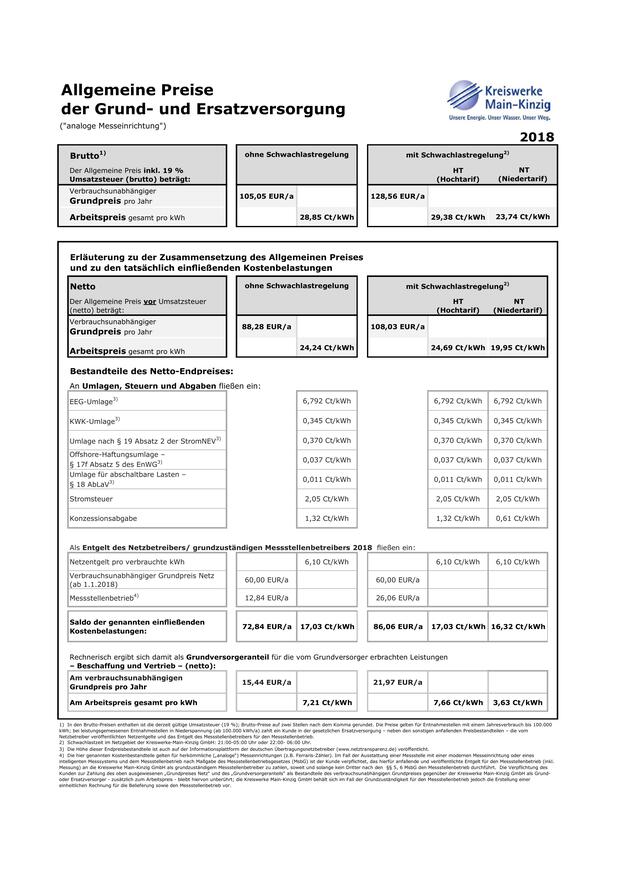 Allgemeine Preise
der Grund- und Ersatzversorgung
("analoge Messeinrichtung")
Kreiswerke
Main-Kinzig
Unsere Energie. Unser Wasser. Unser Weg.
2018
Brutto1) ohne Schwachlastregelung mit Schwachlastregelung2)
Der Allgemeine Preis inkl. 19 % HT NT
Umsatzsteuer (brutto) beträgt: (Hochtarif) (Niedertarif)
Verbrauchsunabhängiger
Grundpreis pro Jahr 105,05 EUR/a 128,56 EUR/a
Arbeitspreis gesamt pro kWh 28,85 Ct/kWh 29,38 Ct/kWh 23,74 Ct/kWh
Erläuterung zu der Zusammensetzung des Allgemeinen Preises
und zu den tatsächlich einfließenden Kostenbelastungen
Netto ohne Schwachlastregelung mit Schwachlastregelung2)
Der Allgemeine Preis vor Umsatzsteuer HT NT
(netto) beträgt: (Hochtarif) (Niedertarif)
Verbrauchsunabhängiger
Grundpreis pro Jahr 88,28 EUR/a 108,03 EUR/a
Arbeitspreis gesamt pro kWh 24,24 Ct/kWh 24,69 Ct/kWh 19,95 Ct/kWh
Bestandteile des Netto-Endpreises:
An Umlagen, Steuern und Abgaben fließen ein:
EEG-Umlage3) 6,792 Ct/kWh 6,792 Ct/kWh 6,792 Ct/kWh
KWK-Umlage3) 0,345 Ct/kWh 0,345 Ct/kWh 0,345 Ct/kWh
Umlage nach § 19 Absatz 2 der StromNEV3) 0,370 Ct/kWh 0,370 Ct/kWh 0,370 Ct/kWh
Offshore-Haftungsumlage –
§ 17f Absatz 5 des EnWG3) 0,037 Ct/kWh 0,037 Ct/kWh 0,037 Ct/kWh
Umlage für abschaltbare Lasten –
§ 18 AbLaV3) 0,011 Ct/kWh 0,011 Ct/kWh 0,011 Ct/kWh
Stromsteuer 2,05 Ct/kWh 2,05 Ct/kWh 2,05 Ct/kWh
Konzessionsabgabe 1,32 Ct/kWh 1,32 Ct/kWh 0,61 Ct/kWh
Als Entgelt des Netzbetreibers/ grundzuständigen Messstellenbetreibers 2018 fließen ein:
Netzentgelt pro verbrauchte kWh 6,10 Ct/kWh 6,10 Ct/kWh 6,10 Ct/kWh
Verbrauchsunabhängiger Grundpreis Netz
(ab 1.1.2018) 60,00 EUR/a 60,00 EUR/a
Messstellenbetrieb4) 12,84 EUR/a 26,06 EUR/a
Saldo der genannten einfließenden
Kostenbelastungen: 72,84 EUR/a 17,03 Ct/kWh 86,06 EUR/a 17,03 Ct/kWh 16,32 Ct/kWh
Rechnerisch ergibt sich damit als Grundversorgeranteil für die vom Grundversorger erbrachten Leistungen
– Beschaffung und Vertrieb – (netto):
Am verbrauchsunabhängigen
Grundpreis pro Jahr 15,44 EUR/a 21,97 EUR/a
Am Arbeitspreis gesamt pro kWh 7,21 Ct/kWh 7,66 Ct/kWh 3,63 Ct/kWh
1) In den Brutto-Preisen enthalten ist die derzeit gültige Umsatzsteuer (19 %); Brutto-Preise auf zwei Stellen nach dem Komma gerundet. Die Preise gelten für Entnahmestellen mit einem Jahresverbrauch bis 100.000
kWh; bei leistungsgemessenen Entnahmestellen in Niederspannung (ab 100.000 kWh/a) zahlt ein Kunde in der gesetzlichen Ersatzversorgung – neben den sonstigen anfallenden Preisbestandteilen – die vom
Netzbetreiber veröffentlichten Netzentgelte und das Entgelt des Messstellenbetreibers für den Messstellenbetrieb.
2) Schwachlastzeit im Netzgebiet der Kreiswerke Main-Kinzig GmbH: 21:00-05:00 Uhr oder 22:00- 06:00 Uhr.
3) Die Höhe dieser Endpreisbestandteile ist auch auf der Informationsplattform der deutschen Übertragungsnetzbetreiber (www.netztransparenz.de) veröffentlicht.
4) Die hier genannten Kostenbestandteile gelten für herkömmliche („analoge") Messeinrichtungen (z.B. Ferraris-Zähler). Im Fall der Ausstattung einer Messstelle mit einer modernen Messeinrichtung oder eines
intelligenten Messsystems und dem Messstellenbetrieb nach Maßgabe des Messstellenbetriebsgesetzes (MsbG) ist der Kunde verpflichtet, das hierfür anfallende und veröffentlichte Entgelt für den Messstellenbetrieb (inkl.
Messung) an die Kreiswerke Main-Kinzig GmbH als grundzuständigen Messstellenbetreiber zu zahlen, soweit und solange kein Dritter nach den §§ 5, 6 MsbG den Messstellenbetrieb durchführt. Die Verpflichtung des
Kunden zur Zahlung des oben ausgewiesenen „Grundpreises Netz" und des „Grundversorgeranteils" als Bestandteile des verbrauchsunabhängigen Grundpreises gegenüber der Kreiswerke Main-Kinzig GmbH als Grund-
oder Ersatzversorger - zusätzlich zum Arbeitspreis - bleibt hiervon unberührt; die Kreiswerke Main-Kinzig GmbH behält sich im Fall der Grundzuständigkeit für den Messstellenbetrieb jedoch die Erstellung einer
einheitlichen Rechnung für die Belieferung sowie den Messstellenbetrieb vor.